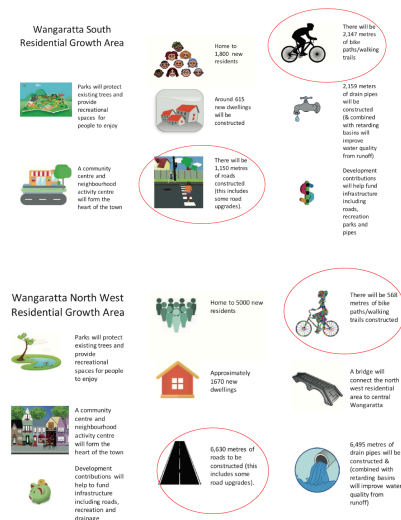 Wangaratta South
Residential Growth Area
Parks will protect
existing trees and
provide
recreational
spaces for
people to enjoy
A community
centre and
neighbourhood
activity centre
will form the
heart of the town
Home to
1,800 new
residents
Around 615
new dwellings
will be
constructed
There will be
1,150 metres
of roads
constructed
(this includes
some road
upgrades).
There will be
2,147 metres
of bike
paths/walking
trails
2,159 meters
of drain pipes
will be
constructed
(& combined
with retarding
basins will
improve
water quality
from runoff)
Development
contributions
will help fund
infrastructure
including
roads,
recreation
parks and
pipes
Wangaratta North West
Residential Growth Area
Parks will protect
existing trees and
provide
recreational
spaces for people
to enjoy
A community
centre and
neighbourhood
activity centre
will form the
heart of the town
Development
contributions will
help to fund
infrastructure
including roads,
recreation and
drainage
Home to 5000 new
residents
Approximately
1670 new
dwellings
6,630 metres of
roads to be
constructed (this
includes some
road upgrades).
There will be 568
metres of bike
paths/walking
trails constructed
A bridge will
connect the north
west residential
area to central
Wangaratta
6,495 metres of
drain pipes will be
constructed &
(combined with
retarding basins
will improve water
quality from
runoff)